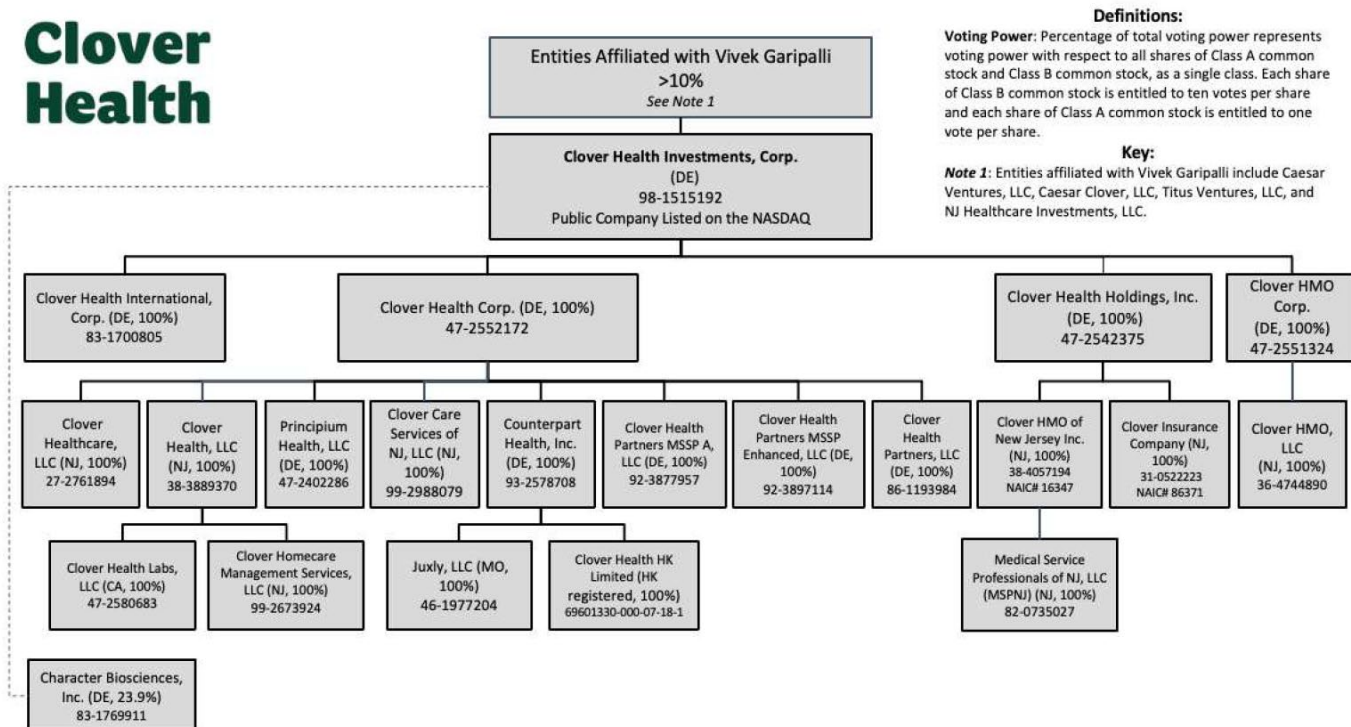 Clover
Health
Entities Affiliated with Vivek Garipalli
>10%
See Note 1
Definitions:
Voting Power: Percentage of total voting power represents
voting power with respect to all shares of Class A common
stock and Class B common stock, as a single class. Each share
of Class B common stock is entitled to ten votes per share
and each share of Class A common stock is entitled to one
vote per share.
Key:
Note 1: Entities affiliated with Vivek Garipalli include Caesar
Ventures, LLC, Caesar Clover, LLC, Titus Ventures, LLC, and
NJ Healthcare Investments, LLC.
Clover Health Investments, Corp.
(DE)
98-1515192
Public Company Listed on the NASDAQ
Clover Health International,
Corp. (DE, 100%)
83-1700805
Clover Health Corp. (DE, 100%)
47-2552172
Clover Health Holdings, Inc.
(DE, 100%)
47-2542375
Clover HMO
Corp.
(DE, 100%)
47-2551324
Clover
Healthcare,
LLC (NJ, 100%)
27-2761894
Clover
Health, LLC
(NJ, 100%)
38-3889370
Principium
Health, LLC
(DE, 100%)
47-2402286
Clover Care
Services of
NJ, LLC (NJ,
100%)
99-2988079
Counterpart
Health, Inc.
(DE, 100%)
93-2578708
Clover Health
Partners MSSP A,
LLC (DE, 100%)
92-3877957
Clover Health
Partners MSSP
Enhanced, LLC (DE,
100%)
92-3897114
Clover
Health
Partners, LLC
(DE, 100%)
86-1193984
Clover HMO of
New Jersey Inc.
(NJ, 100%)
38-4057194
NAIC# 16347
Clover Insurance
Company (NJ,
100%)
31-0522223
NAIC# 86371
Clover HMO,
LLC
(NJ, 100%)
36-4744890
Clover Health Labs,
LLC (CA, 100%)
47-2580683
Clover Homecare
Management Services,
LLC (NJ, 100%)
99-2673924
Juxly, LLC (MO,
100%)
46-1977204
Clover Health HK
Limited (HK
registered, 100%)
69601330-000-07-18-1
Medical Service
Professionals of NJ, LLC
(MSPNJ) (NJ, 100%)
82-0735027
Character Biosciences,
Inc. (DE, 23.9%)
83-1769911